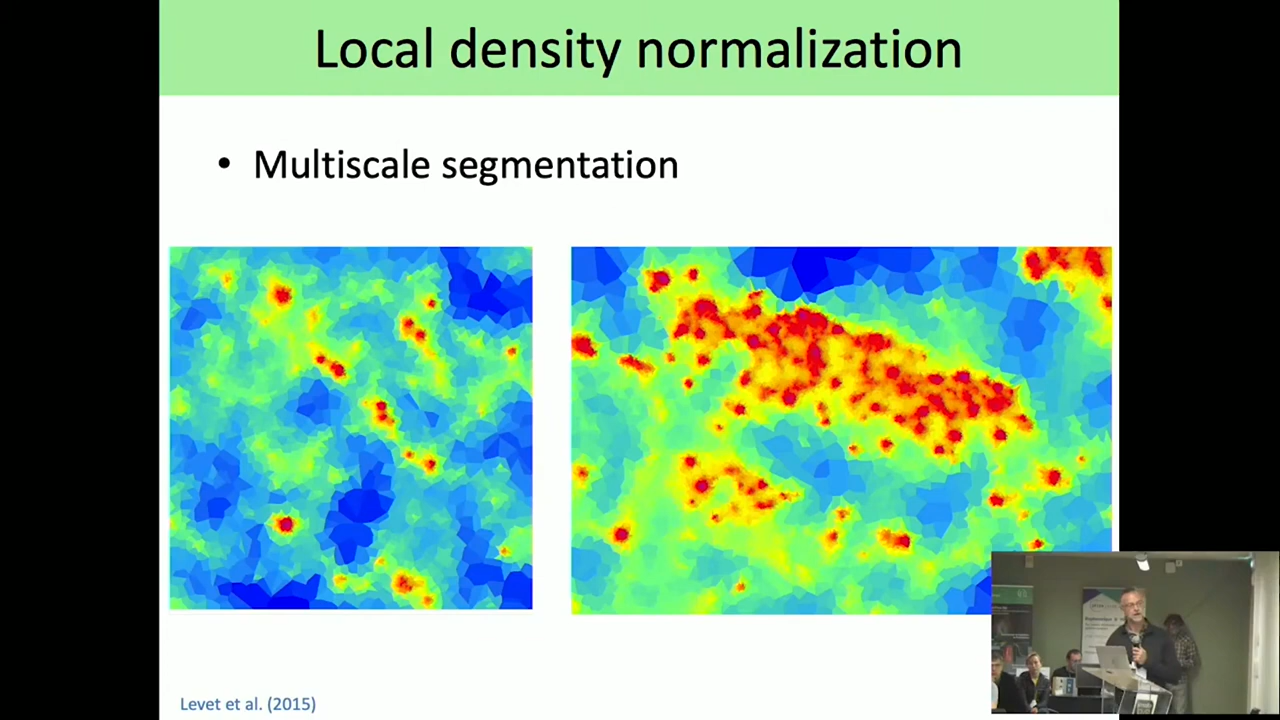 Local density normalization
• Multiscale segmentation
Levet et al. (2015)